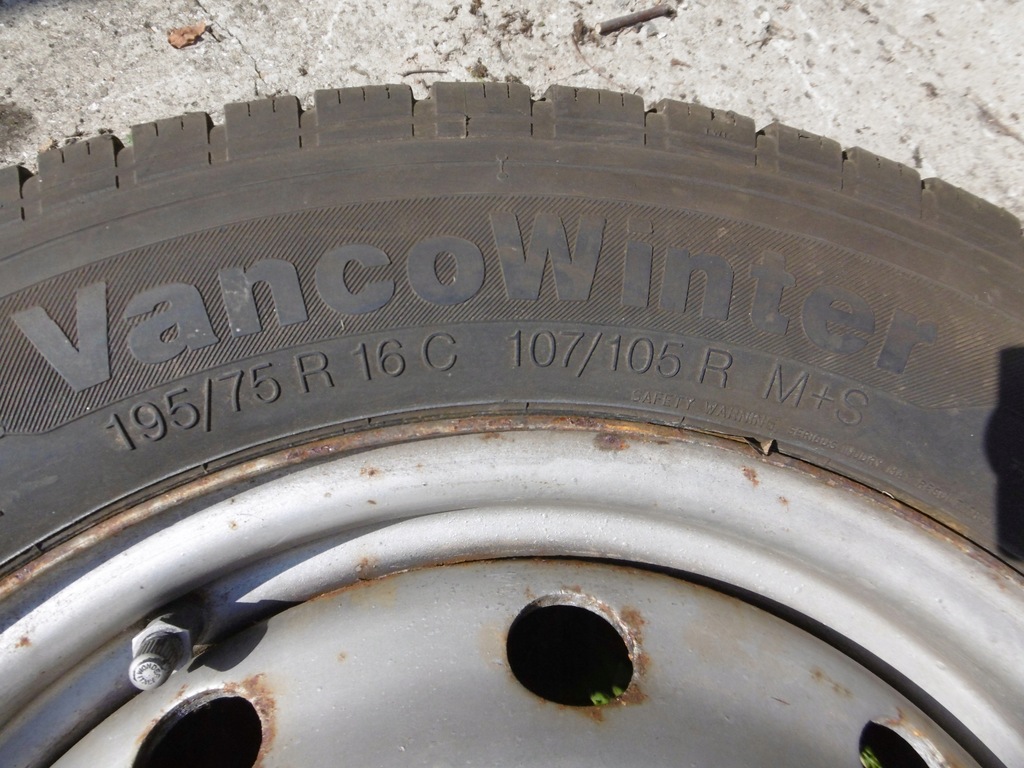 VancoWinter
195/75 R 16 C 107/105 R M+S
SAFETY WARNING